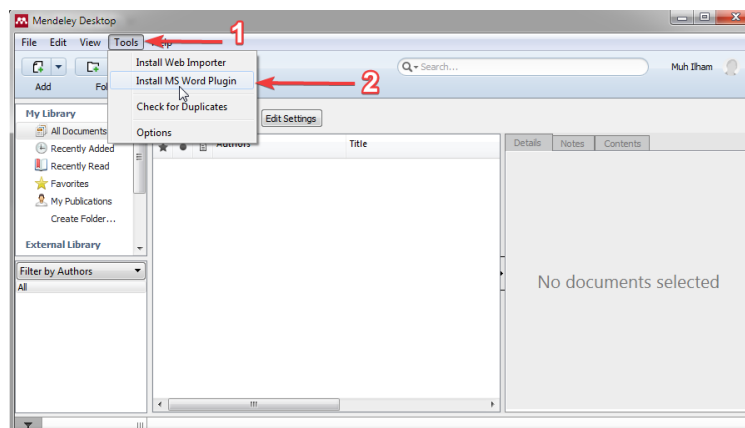 Mendeley Desktop
File Edit View Tools Help
1
Install Web Importer
Install MS Word Plugin
2
Check for Duplicates
Options
Search...
Muh Ilham
Add
My Library
All Documents
Recently Added
Recently Read
Favorites
My Publications
Create Folder...
External Library
Edit Settings
Authors Title
Details Notes Contents
No documents selected
Filter by Authors
All